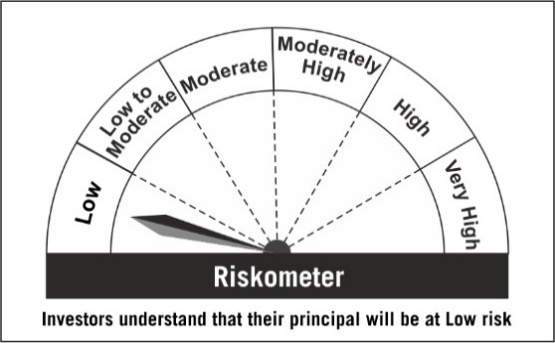 Low
Low to
Moderate
Moderate
Moderately
High
High
Very High
Riskometer
Investors understand that their principal will be at Low risk